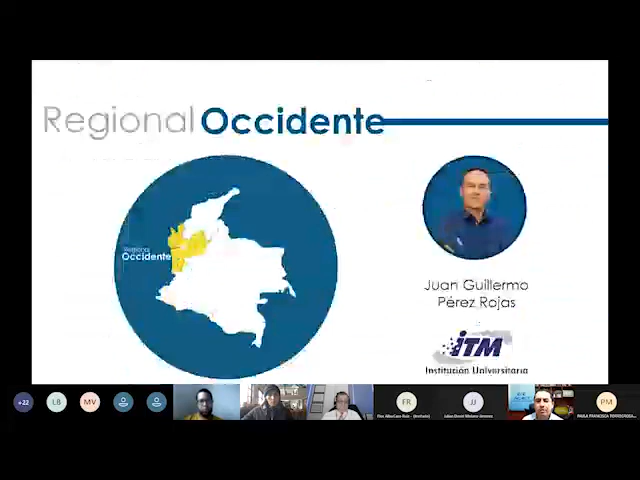 Regional Occidente
Regional
Occidente
Juan Guillermo
Pérez Rojas
iTM
Institución Universitaria
+22
LB
MV
FR
JJ
PM